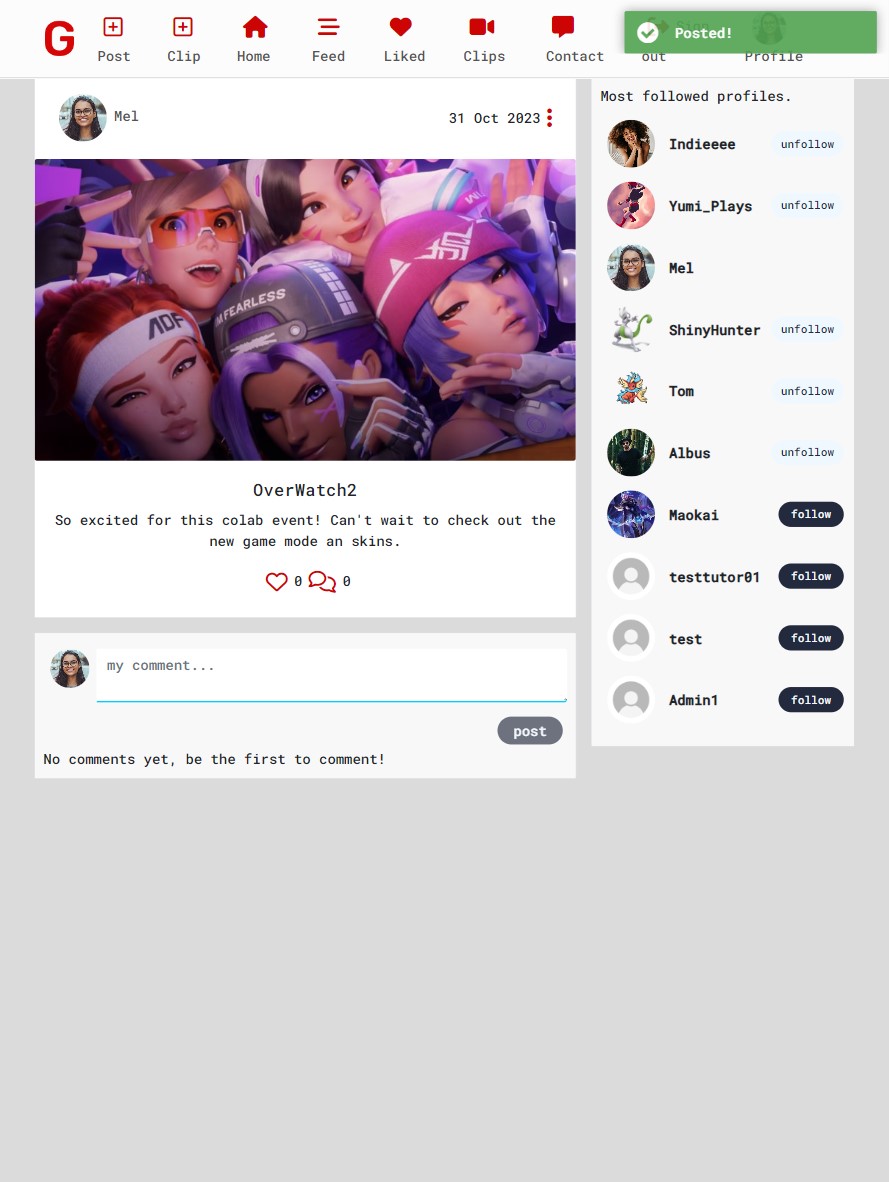 G
Post
Clip
Home
Feed
Liked
Clips
Contact
Sign
out
Profile
Posted!
Mel
31 Oct 2023
I'M FEARLESS
OverWatch2
So excited for this colab event! Can't wait to check out the
new game mode an skins.
0
0
my comment...
post
No comments yet, be the first to comment!
Most followed profiles.
Indieeee unfollow
Yumi_Plays unfollow
Mel
ShinyHunter unfollow
Tom unfollow
Albus unfollow
Maokai follow
testtutor01 follow
test follow
Admin1 follow